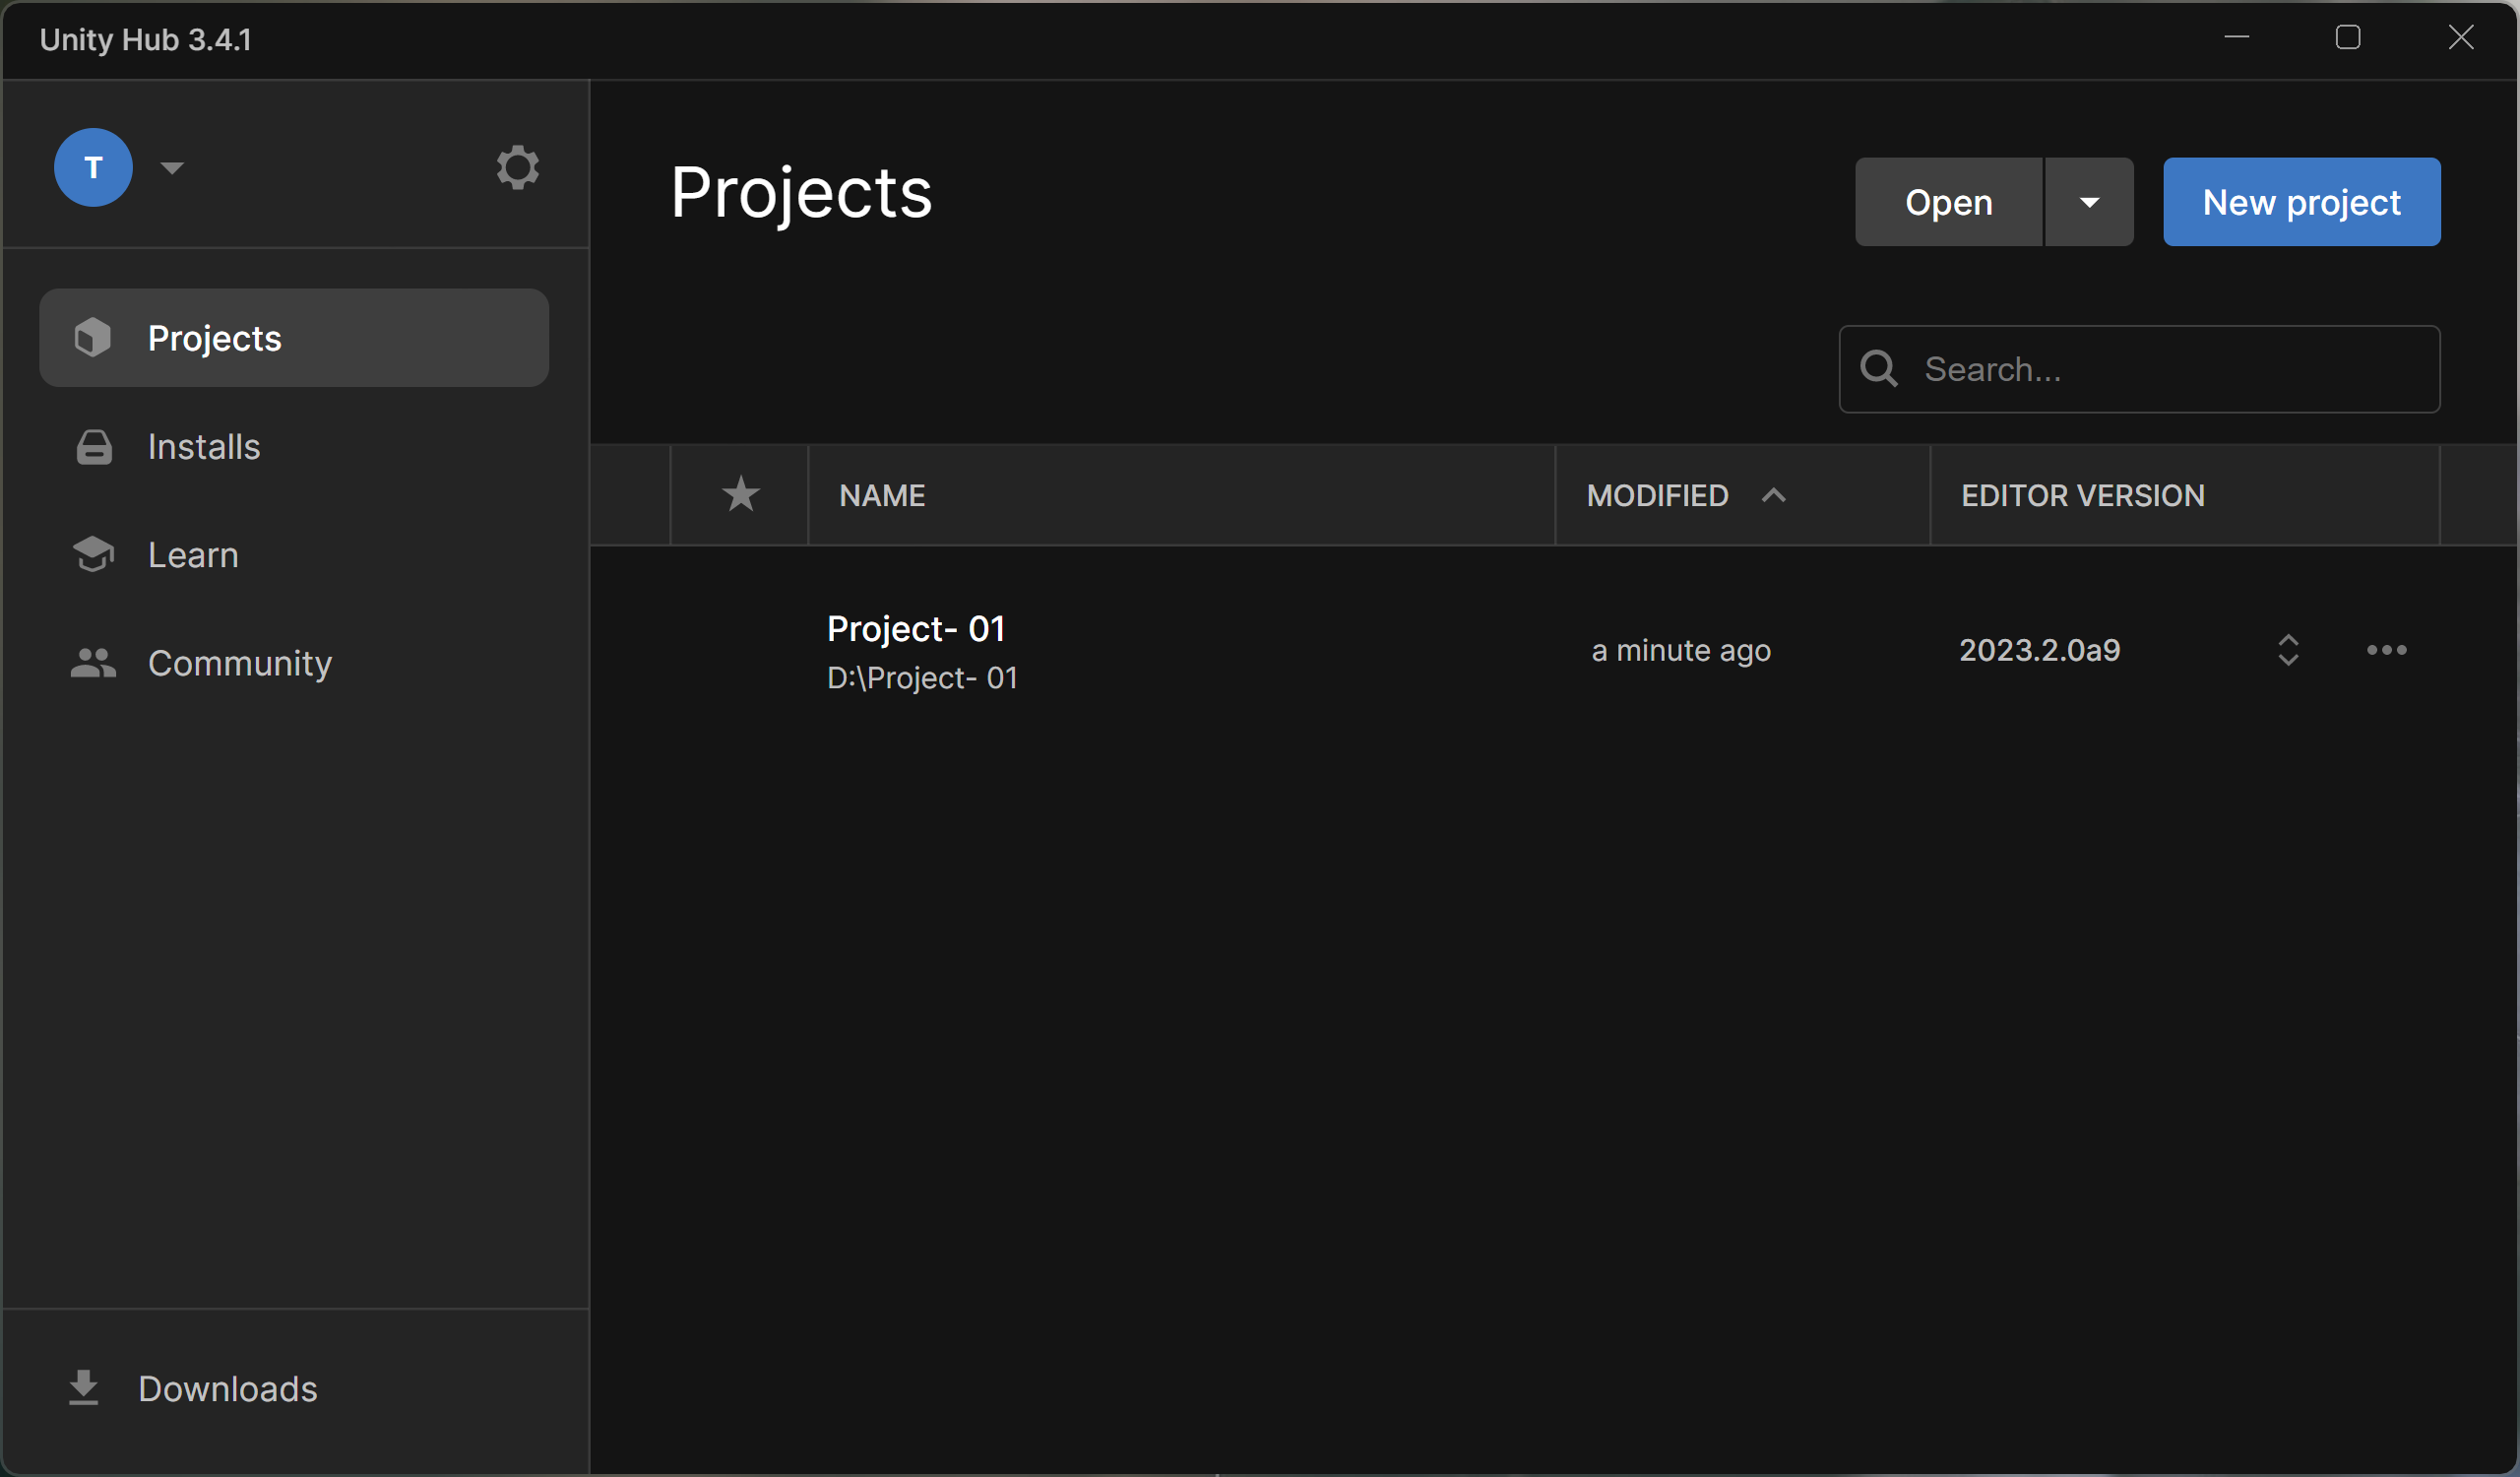 Unity Hub 3.4.1
T
Projects
Installs
Learn
Community
Downloads
Projects
Open
New project
Search...
NAME
MODIFIED
EDITOR VERSION
Project- 01
D:\Project- 01
a minute ago
2023.2.0a9